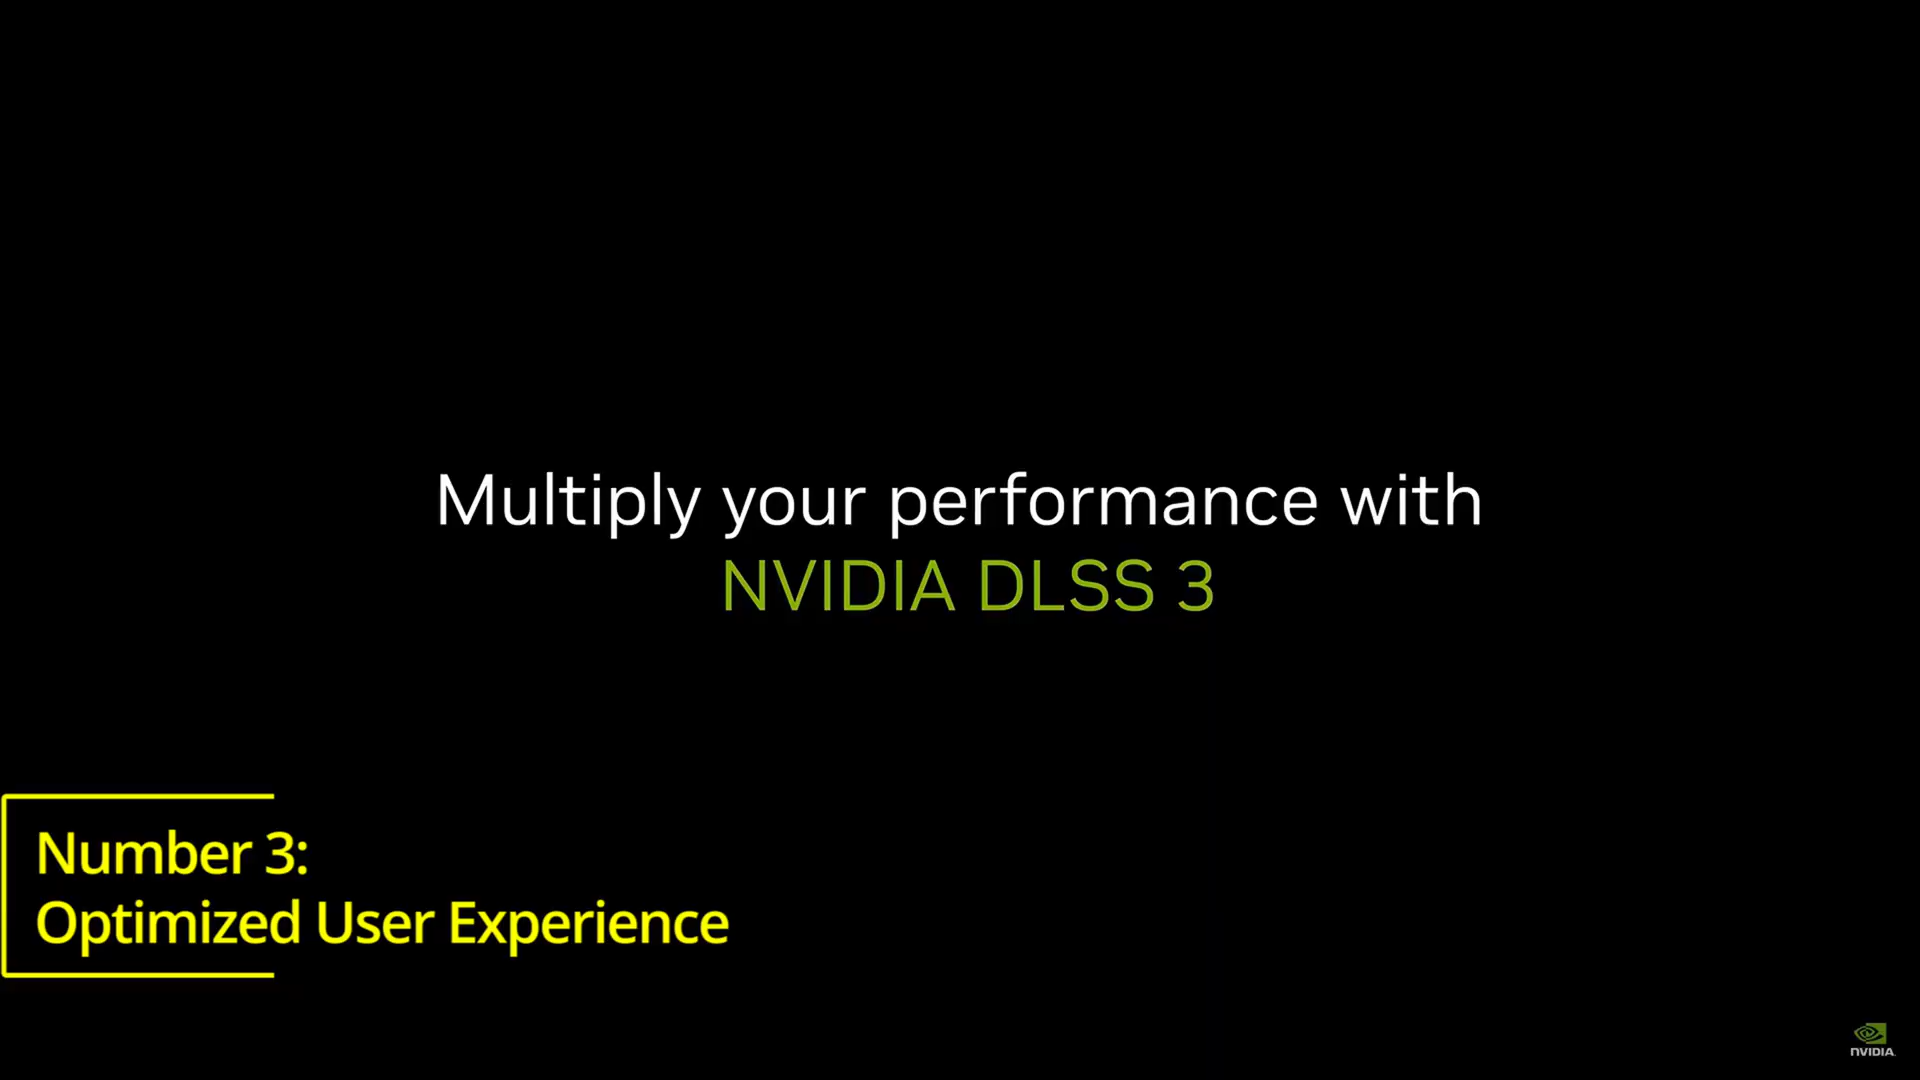 Multiply your performance with
NVIDIA DLSS 3
Number 3:
Optimized User Experience
NVIDIA.